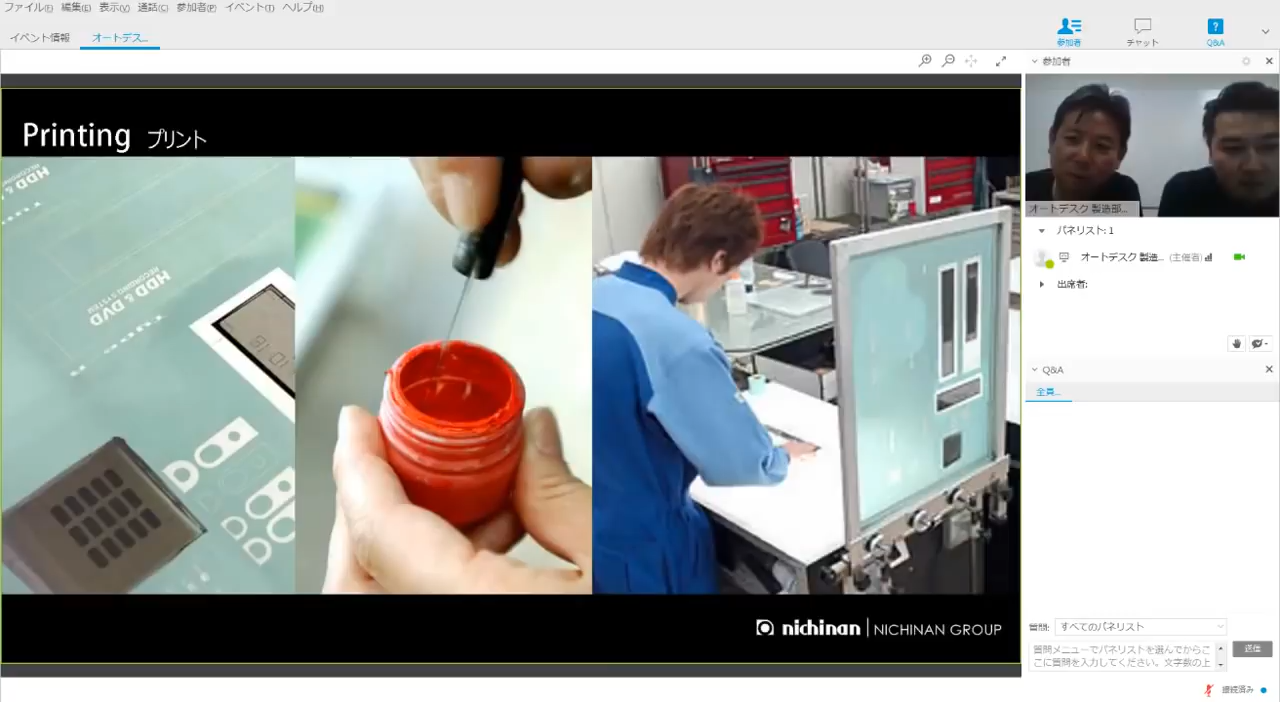 ファイル(F) 編集(E) 表示(V) 通話(C) 参加者(P) イベント(T) ヘルプ(H)
イベント情報
オートデス...
参加者
チャット
Q&A
Printing プリント
HDD &
RECORDING
HDD & DVD
RECORDING SYSTEM
nichinan NICHINAN GROUP
参加者
オートデスク 製造部...
パネリスト: 1
オートデスク 製造... (主催者)
出席者:
Q&A
全員...
質問: すべてのパネリスト
質問メニューでパネリストを選んでからこ
こに質問を入力してください。文字数の上
送信
接続済み